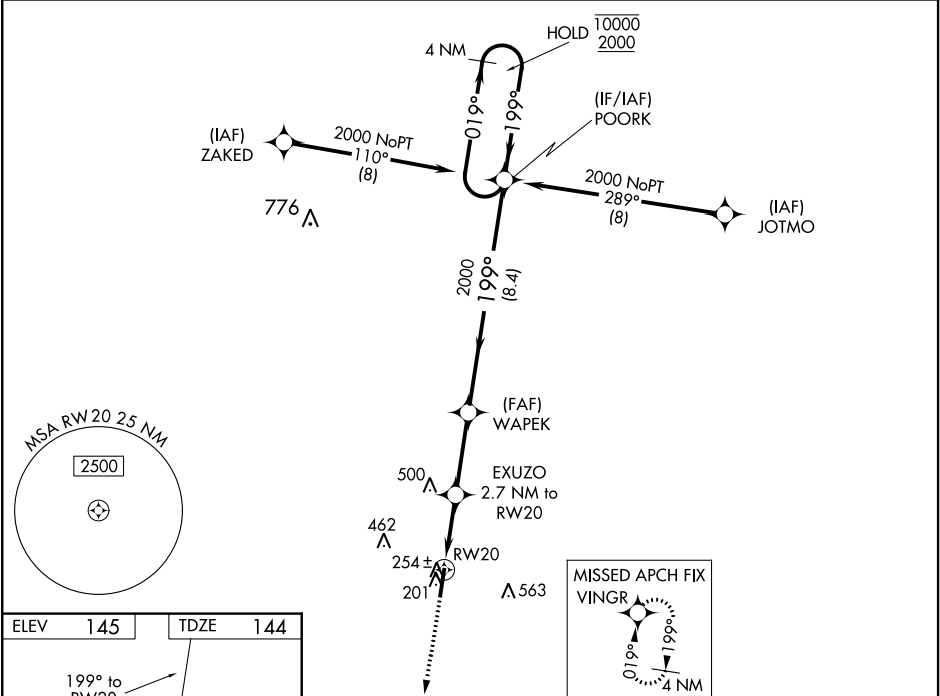 HOLD 10000
2000
4 NM
019°
199°
(IF/IAF)
POORK
(IAF)
ZAKED
2000 NoPT
110°
(8)
2000 NoPT
289°
(8)
(IAF)
JOTMO
776
2000
199°
(8.4)
(FAF)
WAPEK
MSA RW20 25 NM
2500
500
EXUZO
2.7 NM to
RW20
462
254 ±
RW20
201
563
MISSED APCH FIX
VINGR
019°
199°
4 NM
ELEV 145
TDZE 144
199° to
RW20